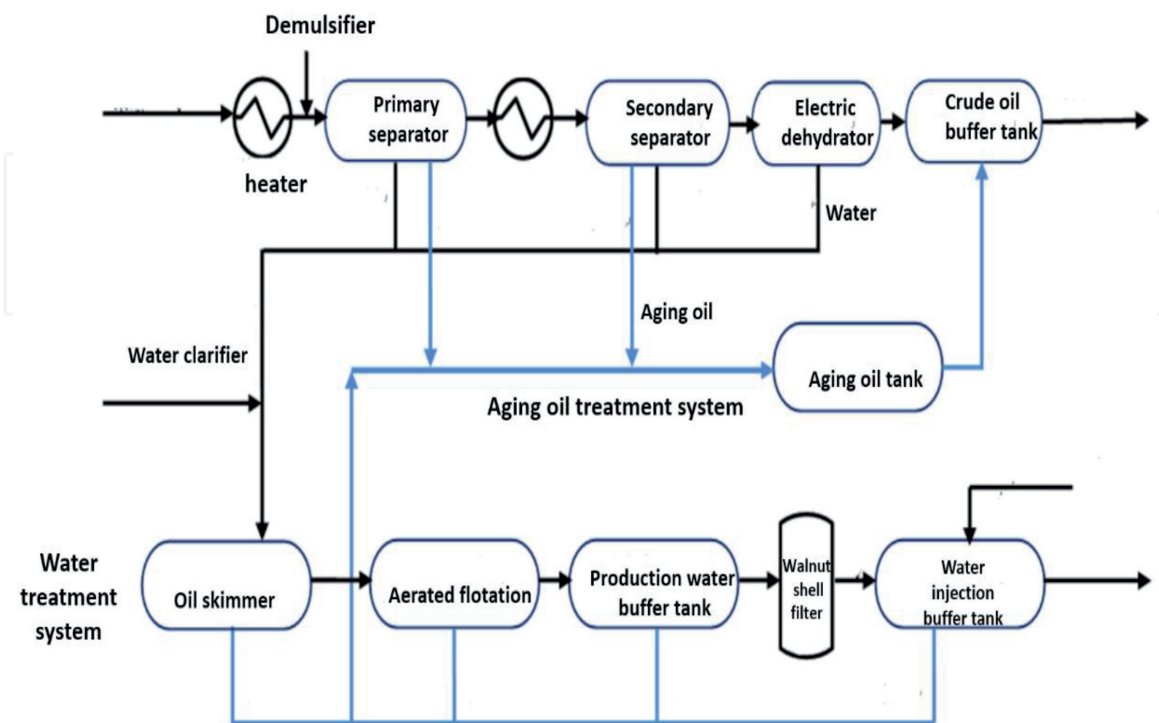 Demulsifier
Primary
separator
Secondary
separator
Electric
dehydrator
Crude oil
buffer tank
heater
Water
Aging oil
Water clarifier
Aging oil tank
Aging oil treatment system
Water
treatment
system
Oil skimmer
Aerated flotation
Production water
buffer tank
Walnut
shell
filter
Water
injection
buffer tank